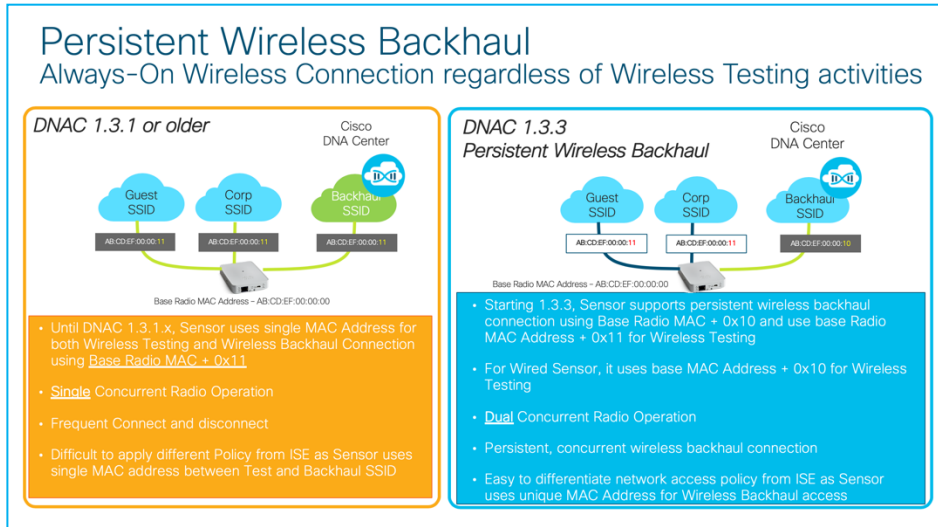 Persistent Wireless Backhaul
Always-On Wireless Connection regardless of Wireless Testing activities
DNAC 1.3.1 or older
Cisco
DNA Center
Guest
SSID
Corp
SSID
Backhaul
SSID
AB:CD:EF:00:00:11
AB:CD:EF:00:00:11
AB:CD:EF:00:00:11
Base Radio MAC Address – AB:CD:EF:00:00:00
• Until DNAC 1.3.1.x, Sensor uses single MAC Address for
both Wireless Testing and Wireless Backhaul Connection
using Base Radio MAC + 0x11
• Single Concurrent Radio Operation
• Frequent Connect and disconnect
• Difficult to apply different Policy from ISE as Sensor uses
single MAC address between Test and Backhaul SSID
DNAC 1.3.3
Persistent Wireless Backhaul
Cisco
DNA Center
Guest
SSID
Corp
SSID
Backhaul
SSID
AB:CD:EF:00:00:11
AB:CD:EF:00:00:11
AB:CD:EF:00:00:10
Base Radio MAC Address – AB:CD:EF:00:00:00
• Starting 1.3.3, Sensor supports persistent wireless backhaul
connection using Base Radio MAC + 0x10 and use base Radio
MAC Address + 0x11 for Wireless Testing
• For Wired Sensor, it uses base MAC Address + 0x10 for Wireless
Testing
• Dual Concurrent Radio Operation
• Persistent, concurrent wireless backhaul connection
• Easy to differentiate network access policy from ISE as Sensor
uses unique MAC Address for Wireless Backhaul access